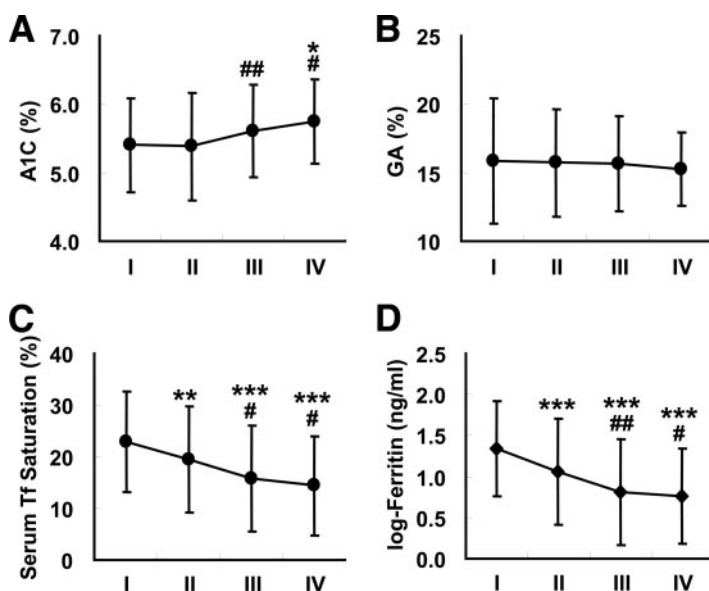 A
7.0
6.0
5.0
4.0
A1C (%)
##
*
#
I II III IV
B
25
20
15
10
GA (%)
I II III IV
C
40
30
20
10
0
Serum Tf Saturation (%)
**
***
#
***
#
I II III IV
D
2.5
2.0
1.5
1.0
0.5
0.0
log-Ferritin (ng/ml)
***
***
##
***
#
I II III IV